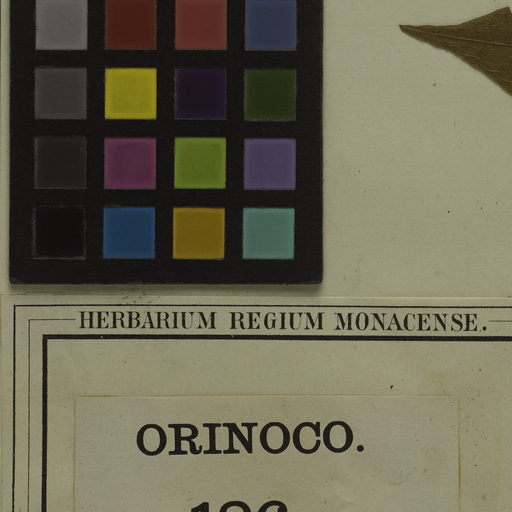 HERBARIUM REGIUM MONACENSE.
ORINOCO.